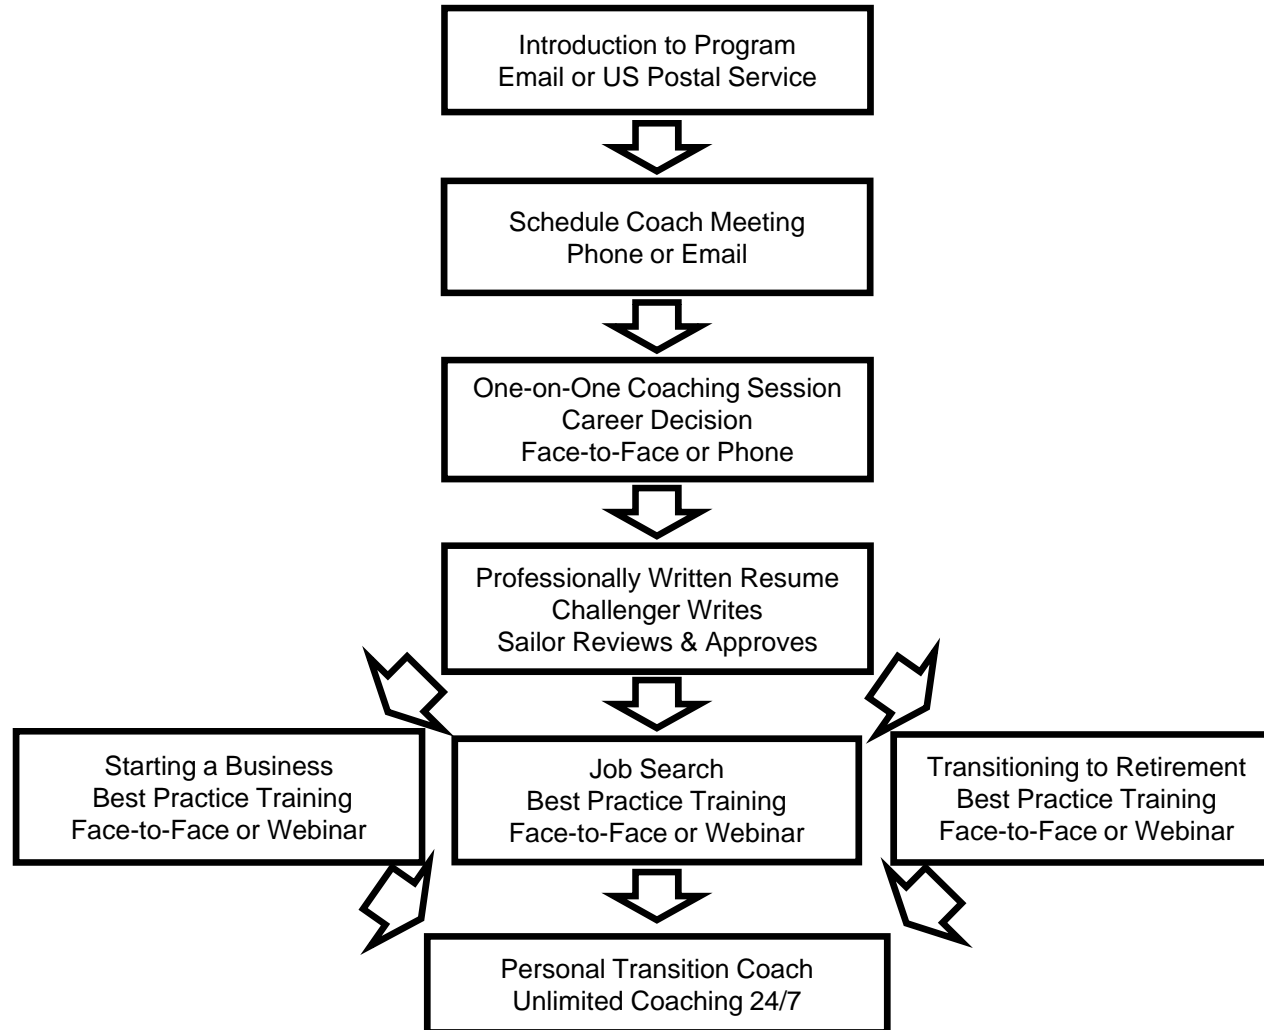 Introduction to Program
Email or US Postal Service
Schedule Coach Meeting
Phone or Email
One-on-One Coaching Session
Career Decision
Face-to-Face or Phone
Professionally Written Resume
Challenger Writes
Sailor Reviews & Approves
Starting a Business
Best Practice Training
Face-to-Face or Webinar
Job Search
Best Practice Training
Face-to-Face or Webinar
Transitioning to Retirement
Best Practice Training
Face-to-Face or Webinar
Personal Transition Coach
Unlimited Coaching 24/7